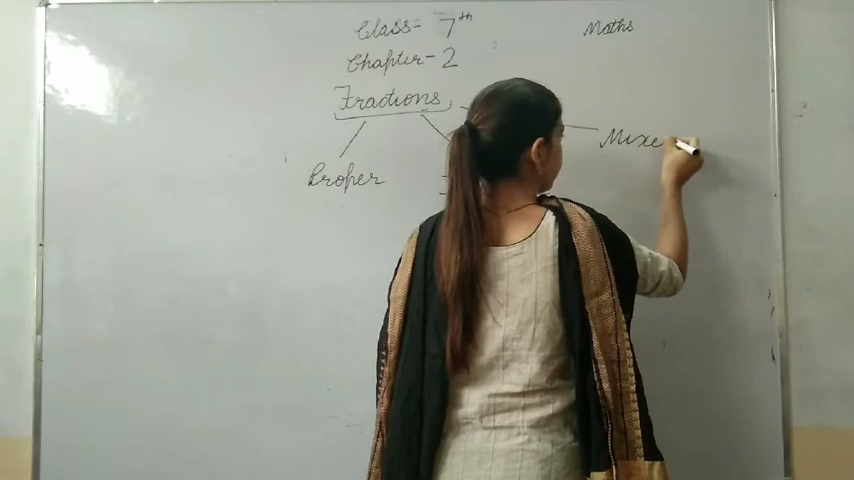 Class- 7th
Maths
Chapter- 2
Fractions
Mixe
Proper